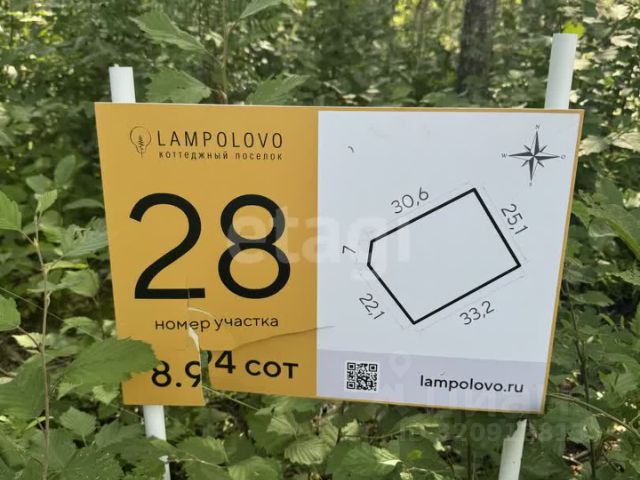 LAMPOLOVO
коттеджный поселок
28
номер участка
8.94 сот
30,6
25,1
7
22,1
33,2
N
W
O
S
lampolovo.ru
etagi